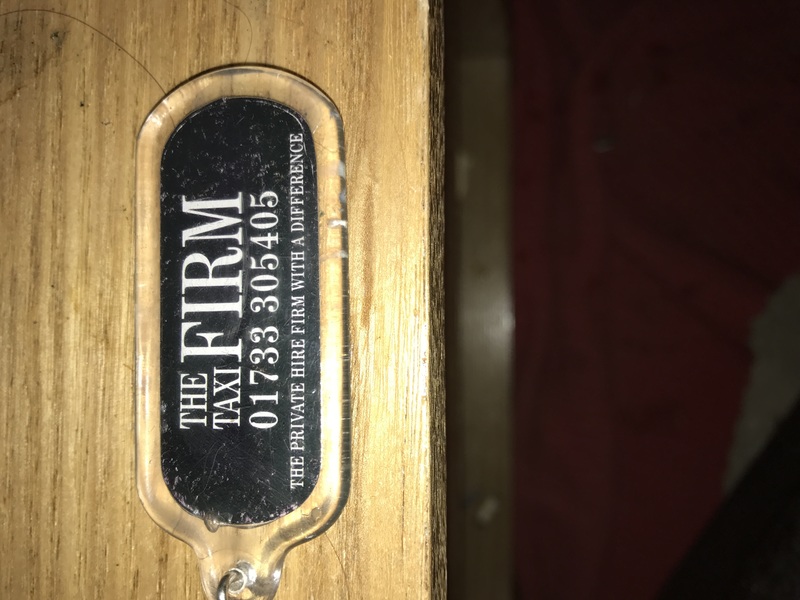 THE
TAXI FIRM
01733 305405
THE PRIVATE HIRE FIRM WITH A DIFFERENCE